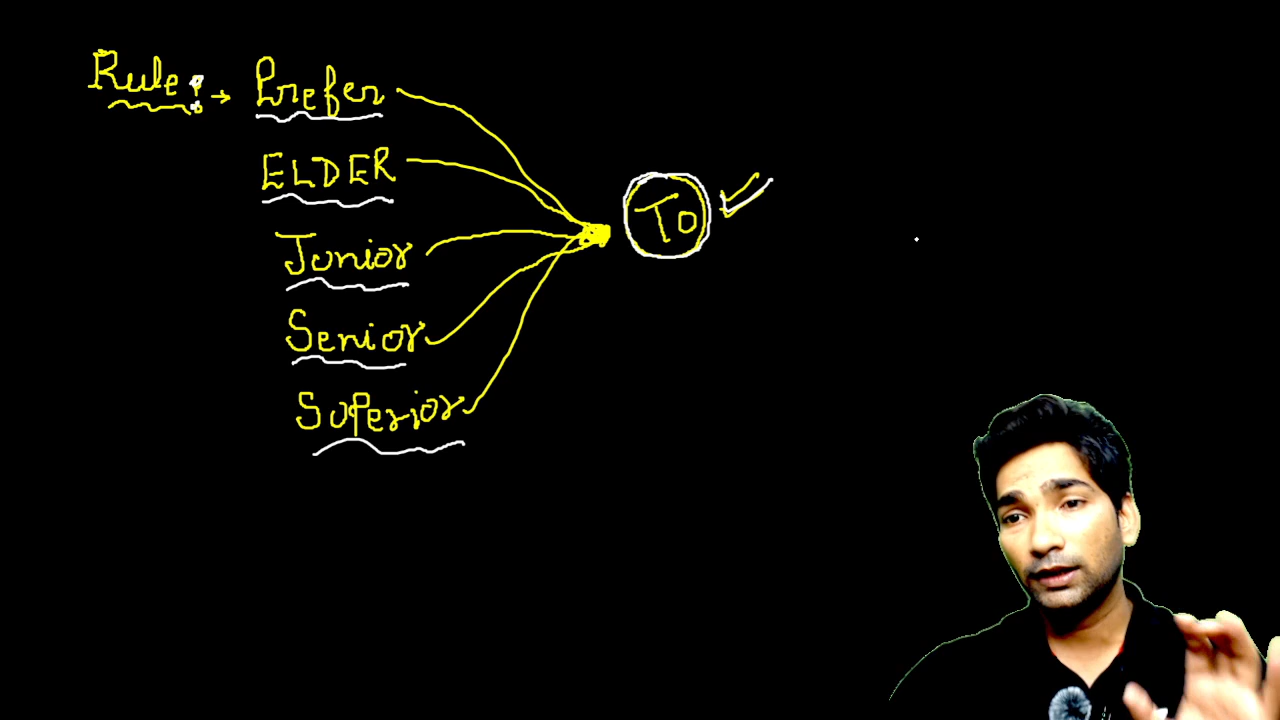 Rule: → Prefer
ELDER
To
Junior
Senior
Superior